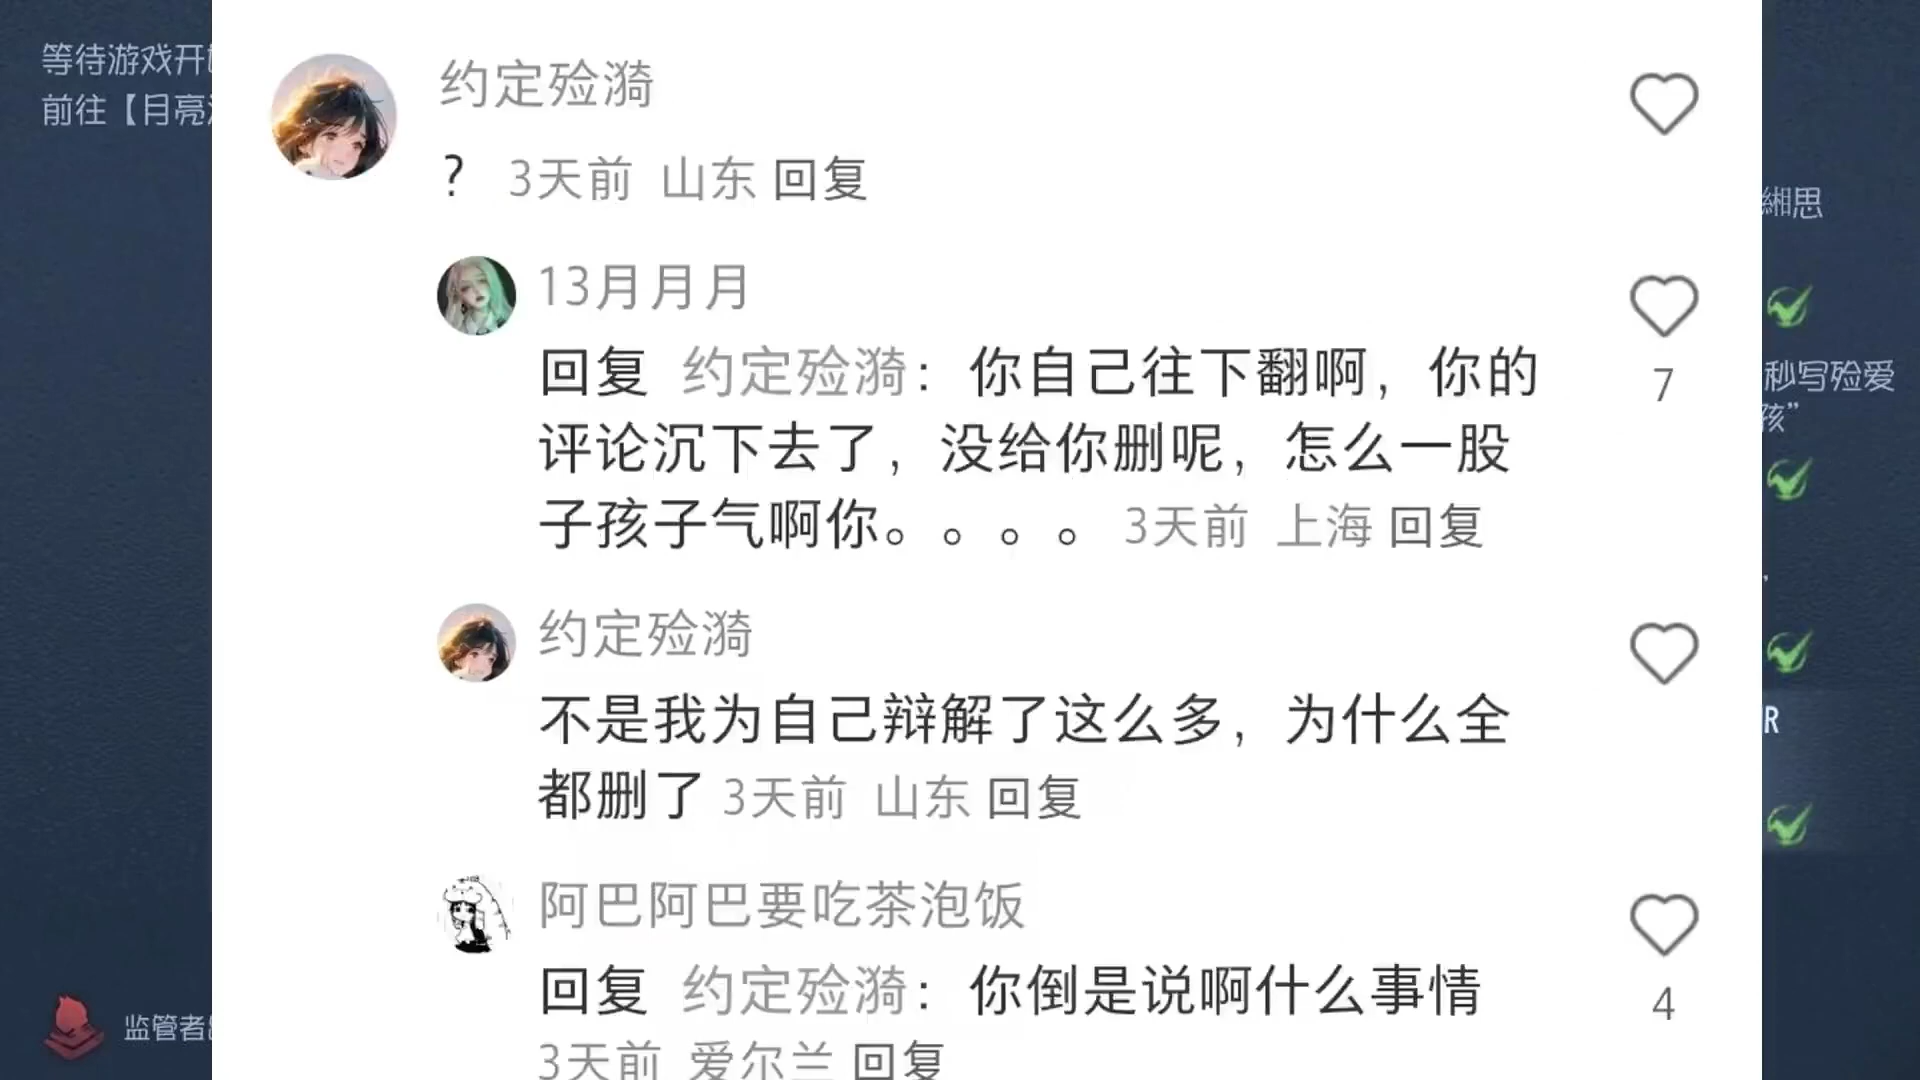 等待游戏开
前往【月亮
约定殓漪
? 3天前 山东 回复
13月月月
回复 约定殓漪：你自己往下翻啊，你的
7
评论沉下去了，没给你删呢，怎么一股
子孩子气啊你。。。。 3天前 上海 回复
约定殓漪
不是我为自己辩解了这么多，为什么全
都删了 3天前 山东 回复
阿巴阿巴要吃茶泡饭
回复 约定殓漪：你倒是说啊什么事情
4
3天前 爱尔兰 回复
緗思
秒写殓爱
孩”
R
监管者